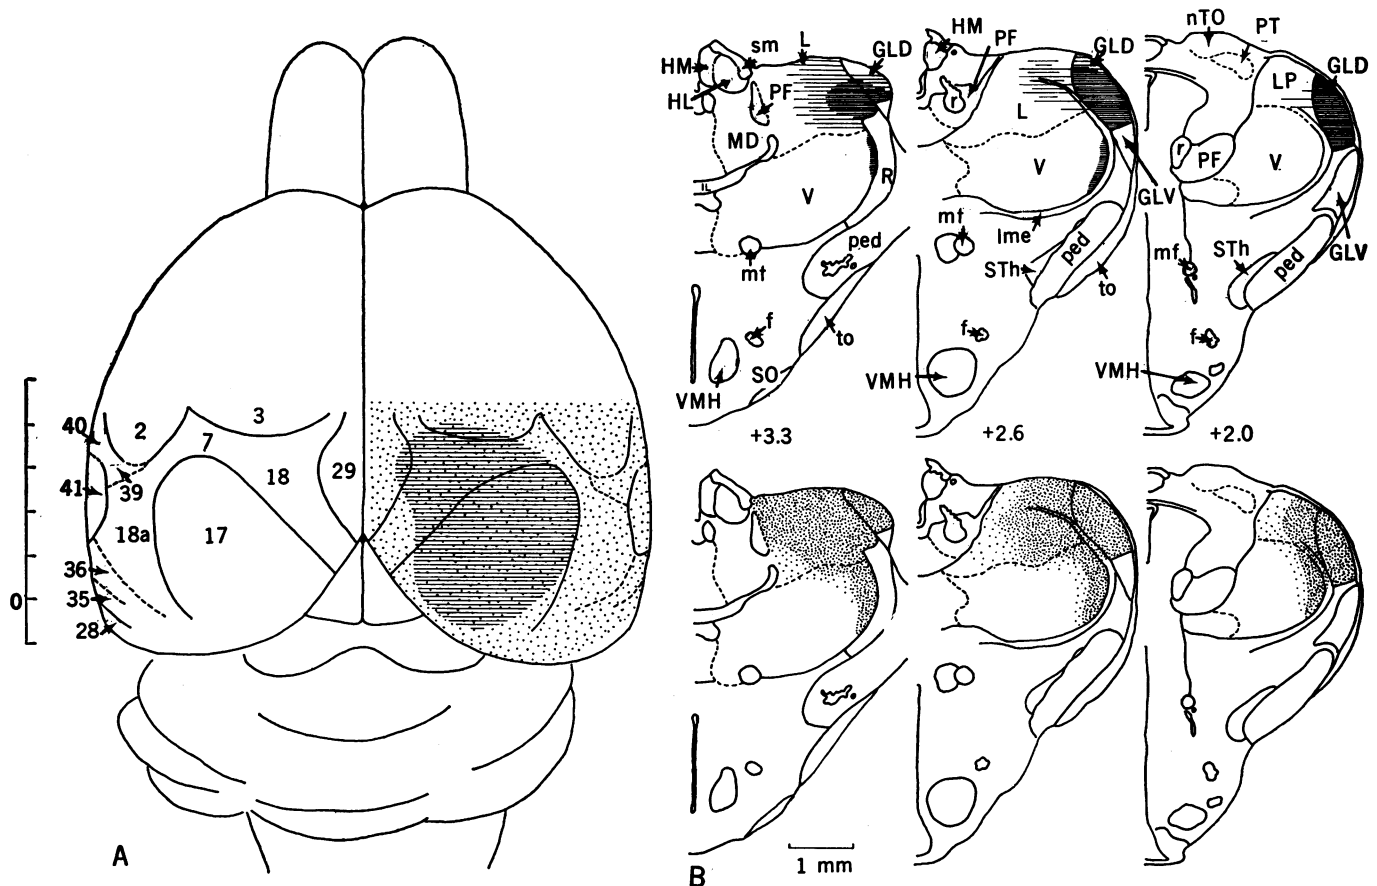 40
2
3
7
18
29
41
39
18a
17
36
35
0
28
A
HM
sm
L
GLD
HL
PF
MD
R
V
mt
ped
f
to
SO
VMH
+3.3
HM
PF
GLD
L
V
GLV
mt
lme
STh
ped
to
f
VMH
+2.6
nTO
PT
LP
GLD
r
PF
V
GLV
mf
STh
ped
f
VMH
+2.0
1 mm
B